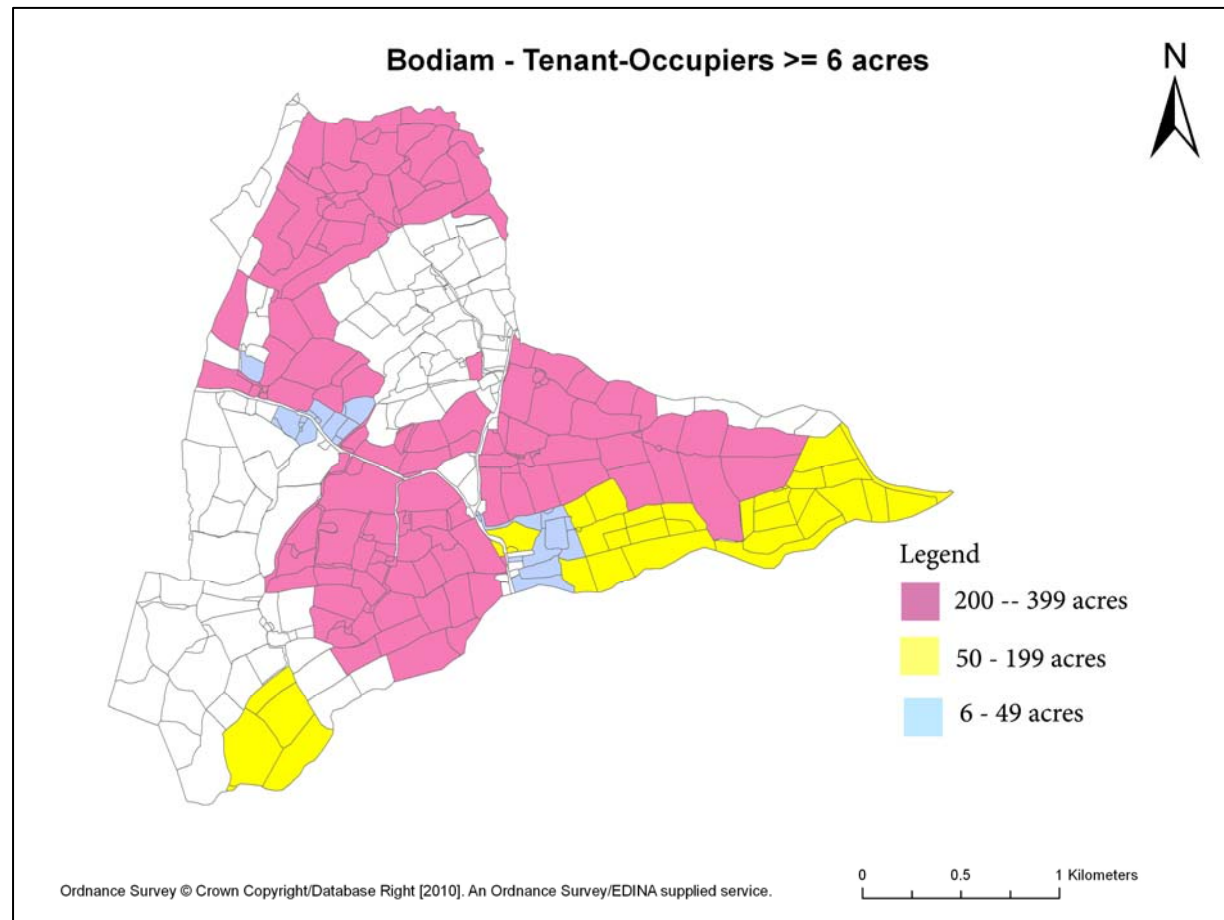 Bodiam - Tenant-Occupiers >= 6 acres
N
Legend
200 -- 399 acres
50 - 199 acres
6 - 49 acres
0 0.5 1 Kilometers
Ordnance Survey © Crown Copyright/Database Right [2010]. An Ordnance Survey/EDINA supplied service.